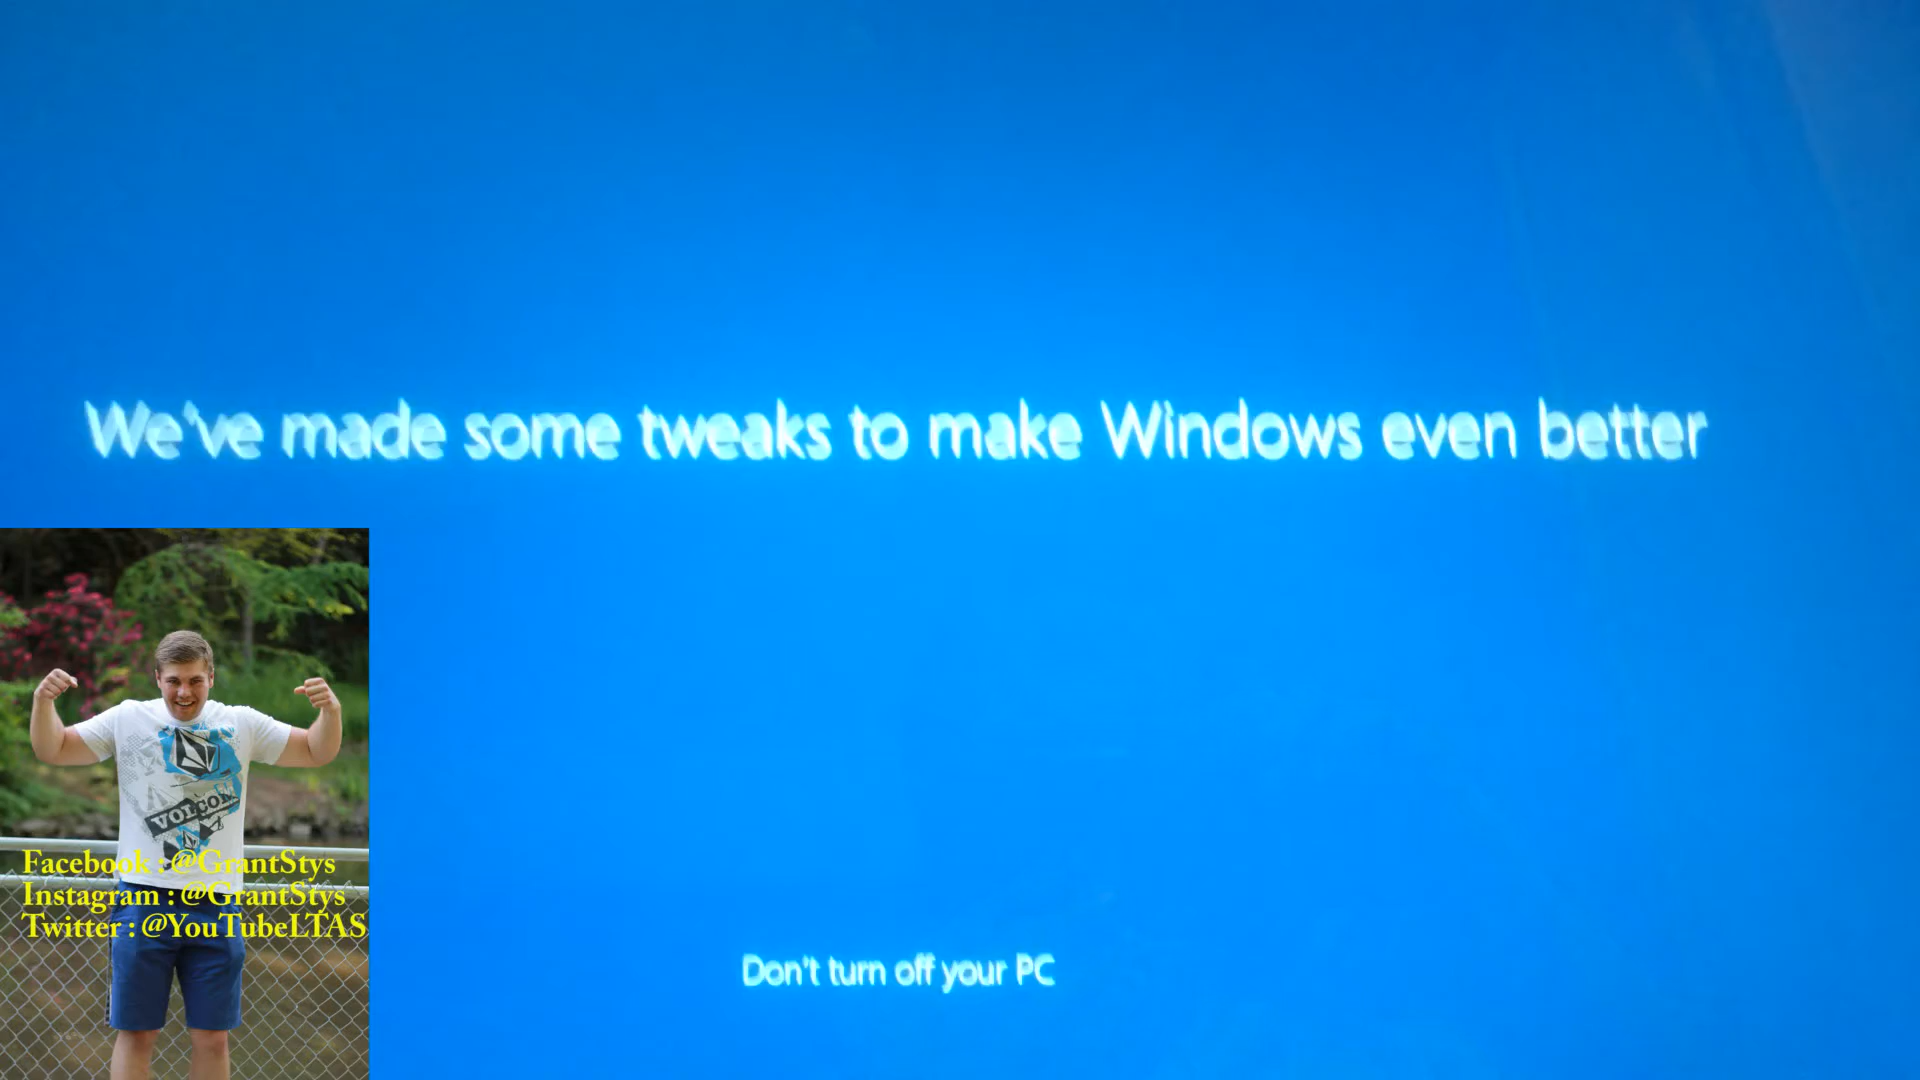 We've made some tweaks to make Windows even better
VOLCOM
Facebook : @GrantStys
Instagram : @GrantStys
Twitter : @YouTubeLTAS
Don't turn off your PC